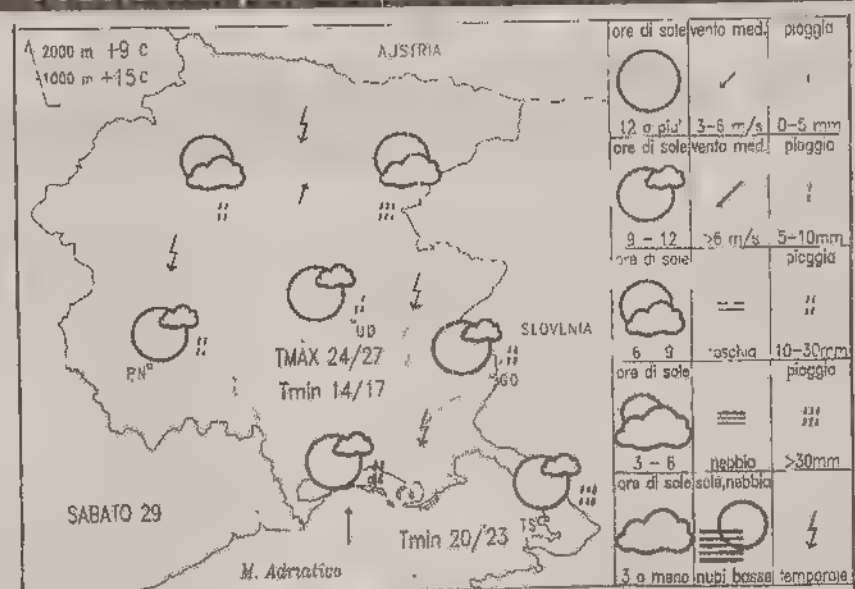 2000 m +9 c
1000 m +15 c
AUSTRIA
SLOVENIA
UD
TMAX 24/27
Tmin 14/17
PN
GO
SABATO 29
Tmin 20/23
TS
M. Adriatico
ore di sole vento med. pioggia
12 o piu' 3-6 m/s 0-5 mm
ore di sole vento med. pioggia
9 - 12 >6 m/s 5-10mm
ore di sole pioggia
6 9 foschia 10-30mm
ore di sole pioggia
3 - 6 nebbia >30mm
ore di sole sole,nebbia
3 o meno nubi basse temporale